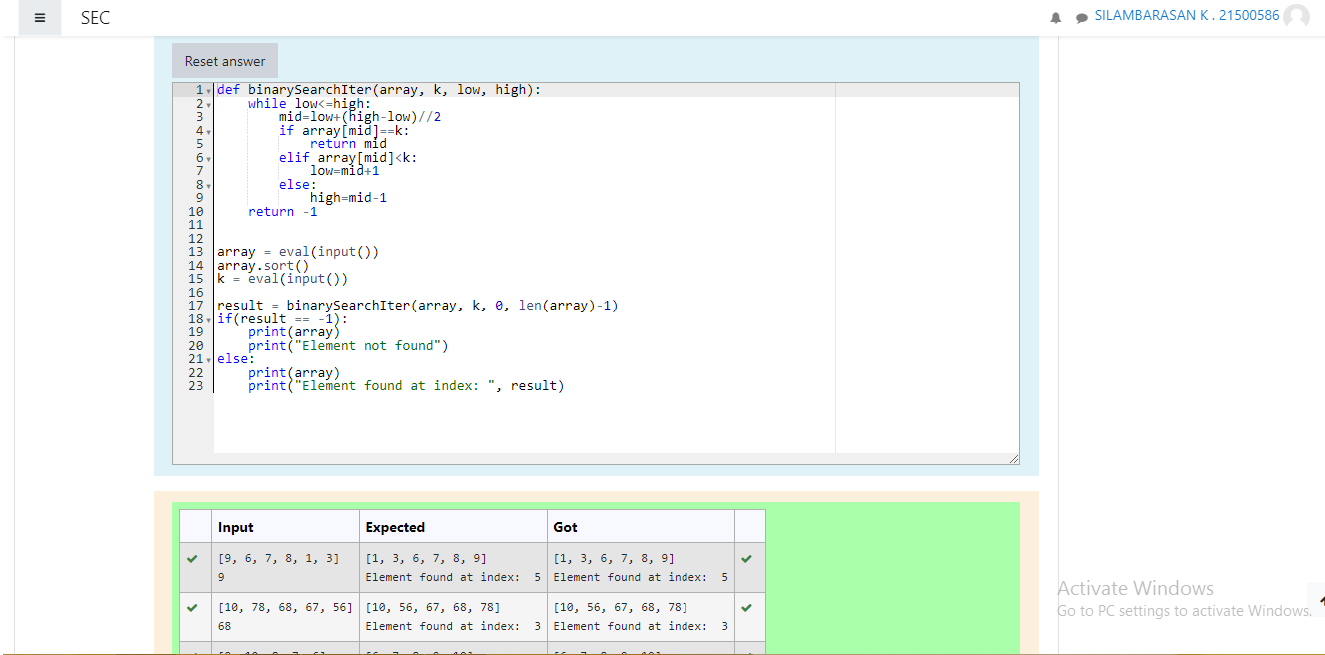 SEC
SILAMBARASAN K . 21500586
Reset answer
1 def binarySearchIter(array, k, low, high):
2     while low<=high:
3         mid=low+(high-low)//2
4         if array[mid]==k:
5             return mid
6         elif array[mid]<k:
7             low=mid+1
8         else:
9             high=mid-1
10     return -1
11
12
13 array = eval(input())
14 array.sort()
15 k = eval(input())
16
17 result = binarySearchIter(array, k, 0, len(array)-1)
18 if(result == -1):
19     print(array)
20     print("Element not found")
21 else:
22     print(array)
23     print("Element found at index: ", result)
Input Expected Got
[9, 6, 7, 8, 1, 3] [1, 3, 6, 7, 8, 9] [1, 3, 6, 7, 8, 9]
9 Element found at index:  5 Element found at index:  5
[10, 78, 68, 67, 56] [10, 56, 67, 68, 78] [10, 56, 67, 68, 78]
68 Element found at index:  3 Element found at index:  3
Activate Windows
Go to PC settings to activate Windows.